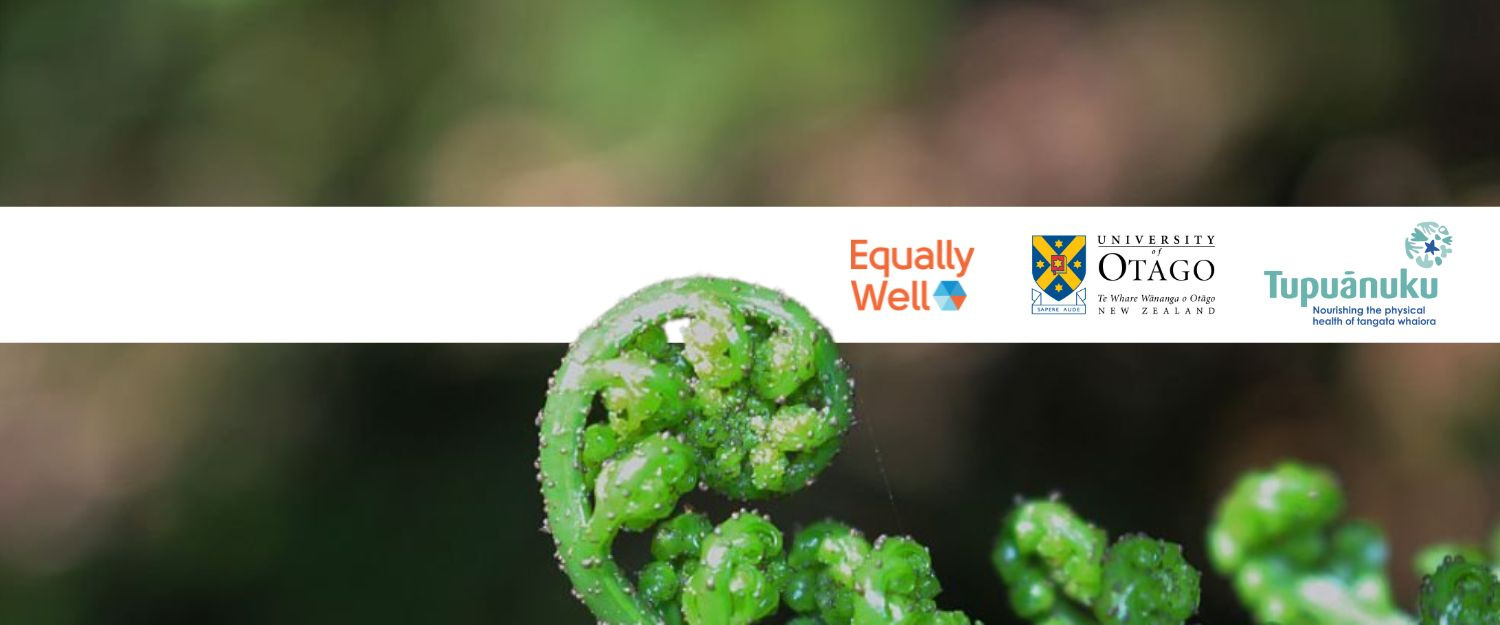 Equally
Well
UNIVERSITY
of
OTAGO
Te Whare Wānanga o Otāgo
NEW ZEALAND
SAPERE AUDE
Tupuānuku
Nourishing the physical
health of tangata whaiora